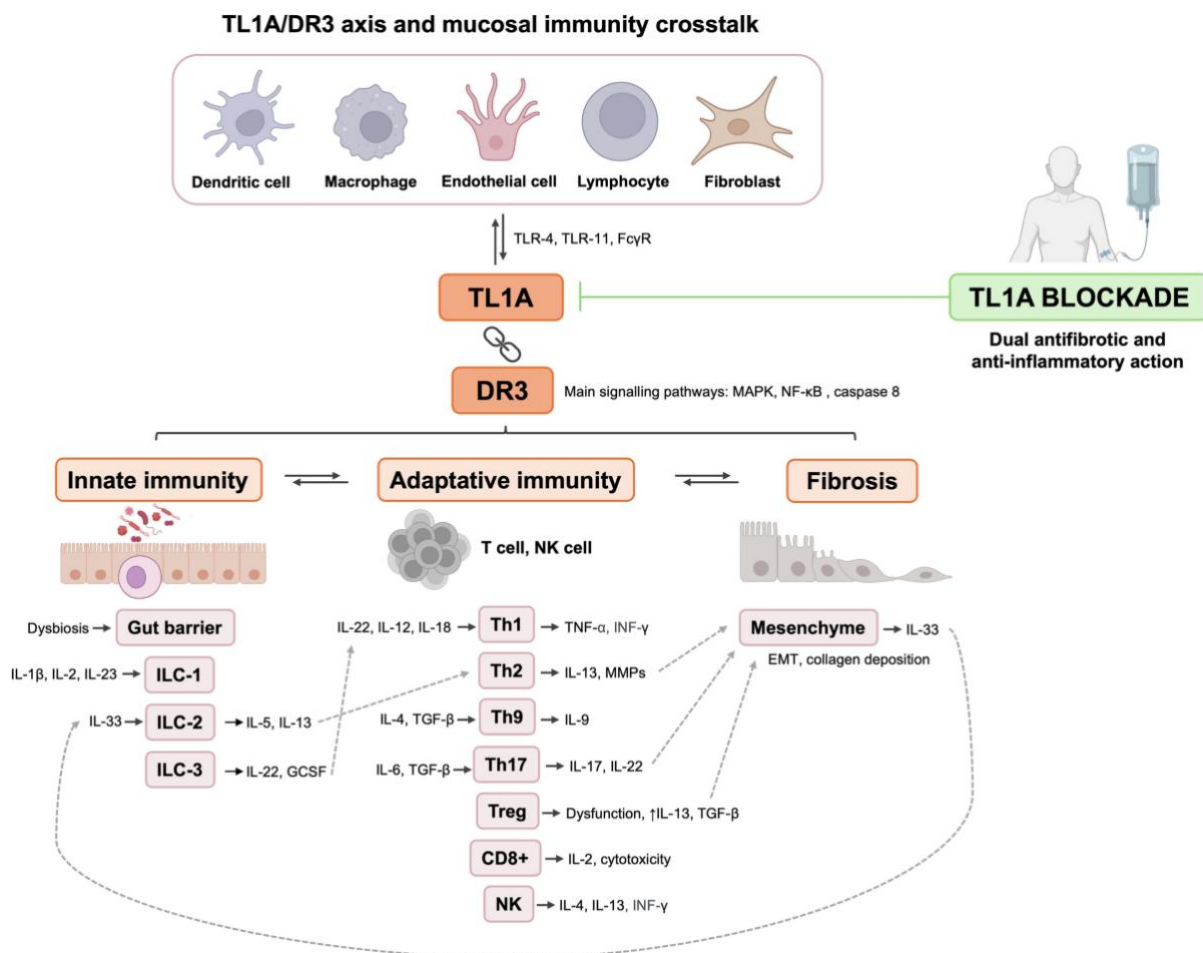 TL1A/DR3 axis and mucosal immunity crosstalk
Dendritic cell
Macrophage
Endothelial cell
Lymphocyte
Fibroblast
TLR-4, TLR-11, FcγR
TL1A
TL1A BLOCKADE
Dual antifibrotic and
anti-inflammatory action
DR3
Main signalling pathways: MAPK, NF-κB , caspase 8
Innate immunity
Adaptative immunity
Fibrosis
T cell, NK cell
Dysbiosis
Gut barrier
IL-1β, IL-2, IL-23
ILC-1
IL-33
ILC-2
IL-5, IL-13
ILC-3
IL-22, GCSF
IL-22, IL-12, IL-18
Th1
TNF-α, INF-γ
Th2
IL-13, MMPs
IL-4, TGF-β
Th9
IL-9
IL-6, TGF-β
Th17
IL-17, IL-22
Treg
Dysfunction, ↑IL-13, TGF-β
CD8+
IL-2, cytotoxicity
NK
IL-4, IL-13, INF-γ
Mesenchyme
IL-33
EMT, collagen deposition